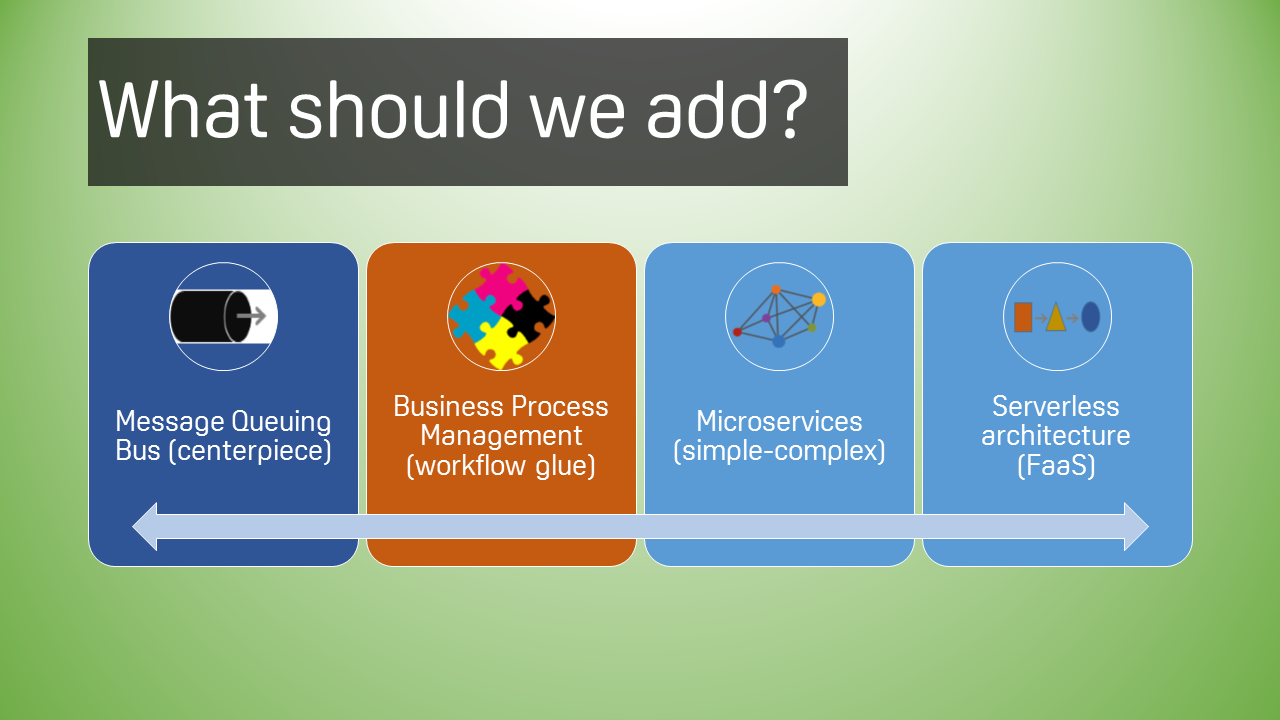 What should we add?
Message Queuing
Bus (centerpiece)
Business Process
Management
(workflow glue)
Microservices
(simple-complex)
Serverless
architecture
(FaaS)